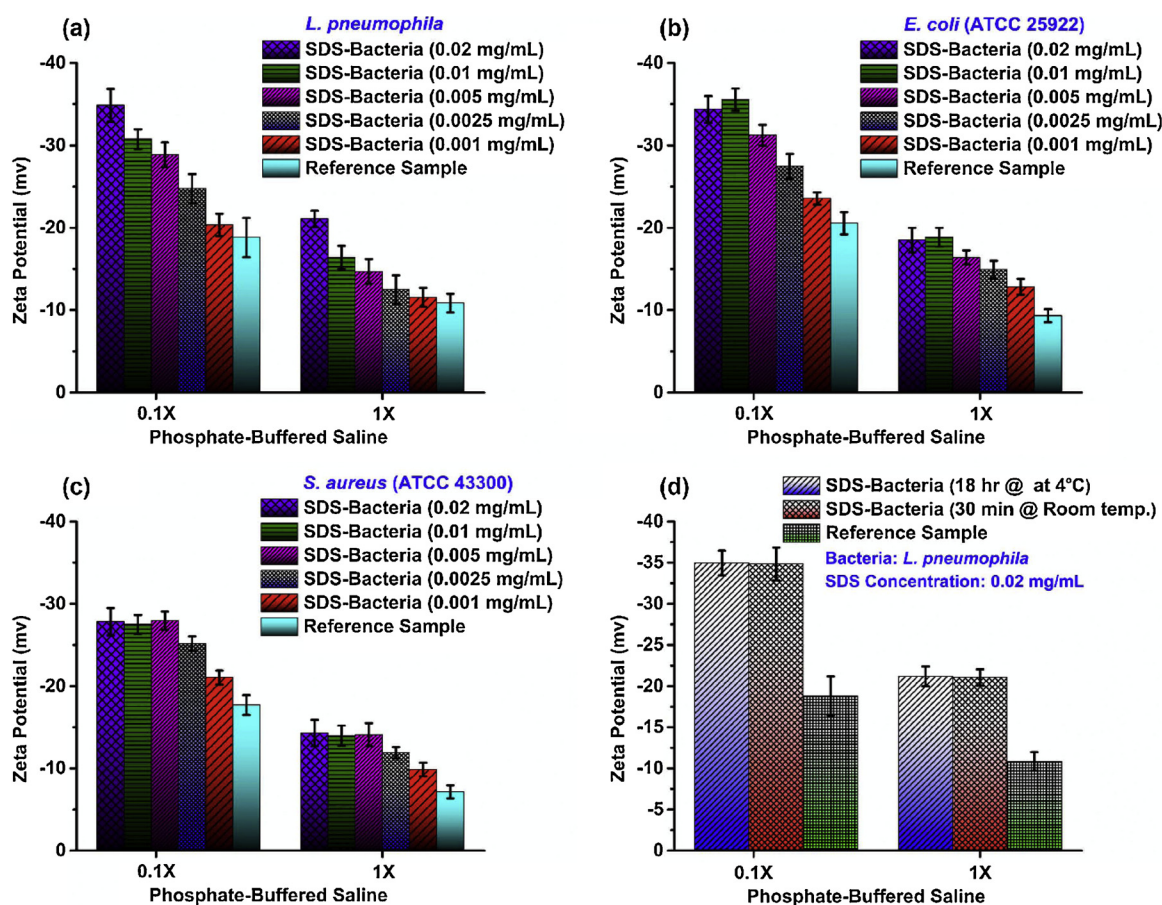 (a)
L. pneumophila
SDS-Bacteria (0.02 mg/mL)
SDS-Bacteria (0.01 mg/mL)
SDS-Bacteria (0.005 mg/mL)
SDS-Bacteria (0.0025 mg/mL)
SDS-Bacteria (0.001 mg/mL)
Reference Sample
Zeta Potential (mv)
-40
-30
-20
-10
0
0.1X
1X
Phosphate-Buffered Saline
(b)
E. coli (ATCC 25922)
SDS-Bacteria (0.02 mg/mL)
SDS-Bacteria (0.01 mg/mL)
SDS-Bacteria (0.005 mg/mL)
SDS-Bacteria (0.0025 mg/mL)
SDS-Bacteria (0.001 mg/mL)
Reference Sample
Zeta Potential (mv)
-40
-30
-20
-10
0
0.1X
1X
Phosphate-Buffered Saline
(c)
S. aureus (ATCC 43300)
SDS-Bacteria (0.02 mg/mL)
SDS-Bacteria (0.01 mg/mL)
SDS-Bacteria (0.005 mg/mL)
SDS-Bacteria (0.0025 mg/mL)
SDS-Bacteria (0.001 mg/mL)
Reference Sample
Zeta Potential (mv)
-40
-30
-20
-10
0
0.1X
1X
Phosphate-Buffered Saline
(d)
SDS-Bacteria (18 hr @ at 4°C)
SDS-Bacteria (30 min @ Room temp.)
Reference Sample
Bacteria: L. pneumophila
SDS Concentration: 0.02 mg/mL
Zeta Potential (mv)
-40
-35
-30
-25
-20
-15
-10
-5
0
0.1X
1X
Phosphate-Buffered Saline